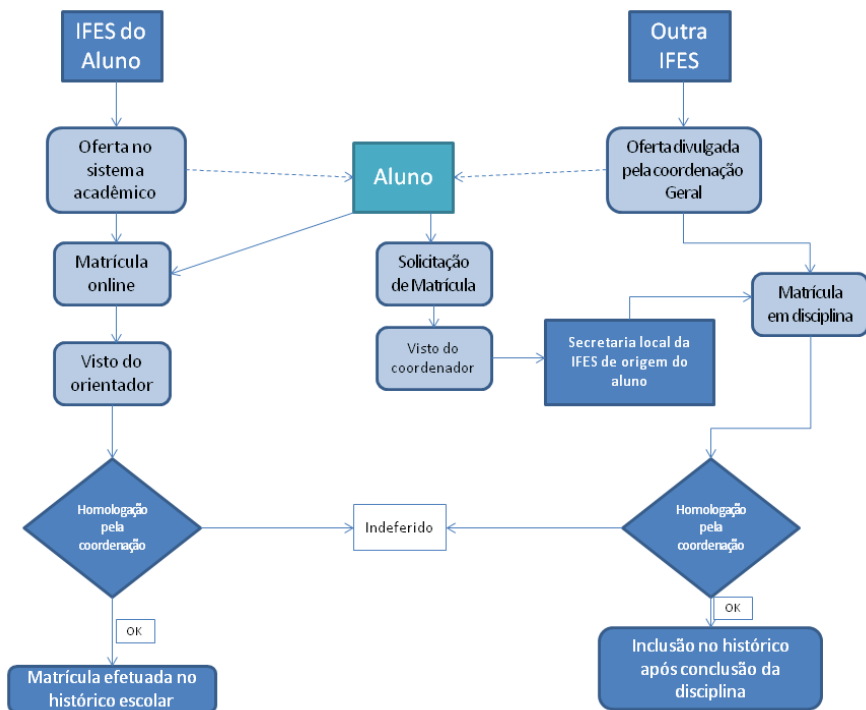 IFES do
Aluno
Outra
IFES
Oferta no
sistema
acadêmico
Aluno
Oferta divulgada
pela coordenação
Geral
Matrícula
online
Solicitação
de Matrícula
Matrícula
em disciplina
Visto do
orientador
Visto do
coordenador
Secretaria local da
IFES de origem do
aluno
Homologação
pela
coordenação
Indeferido
Homologação
pela
coordenação
OK
OK
Matrícula efetuada no
histórico escolar
Inclusão no histórico
após conclusão da
disciplina